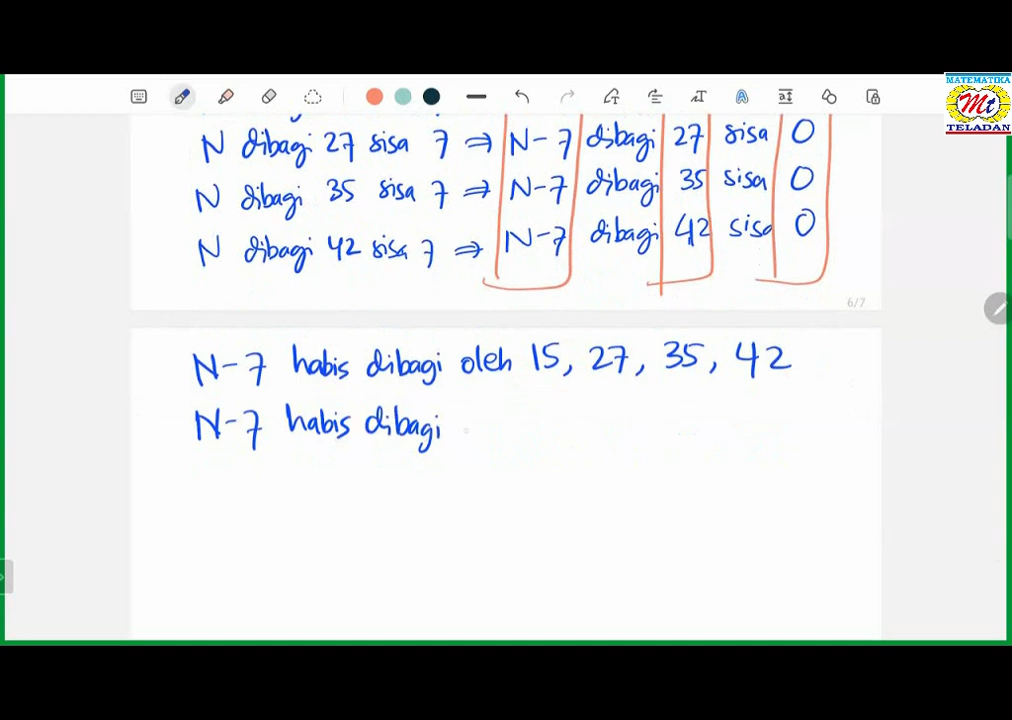 MATEMATIKA
Mt
TELADAN
N dibagi 27 sisa 7 ⇒ N-7 dibagi 27 sisa 0
N dibagi 35 sisa 7 ⇒ N-7 dibagi 35 sisa 0
N dibagi 42 sisa 7 ⇒ N-7 dibagi 42 sisa 0
6/7
N-7 habis dibagi oleh 15, 27, 35, 42
N-7 habis dibagi